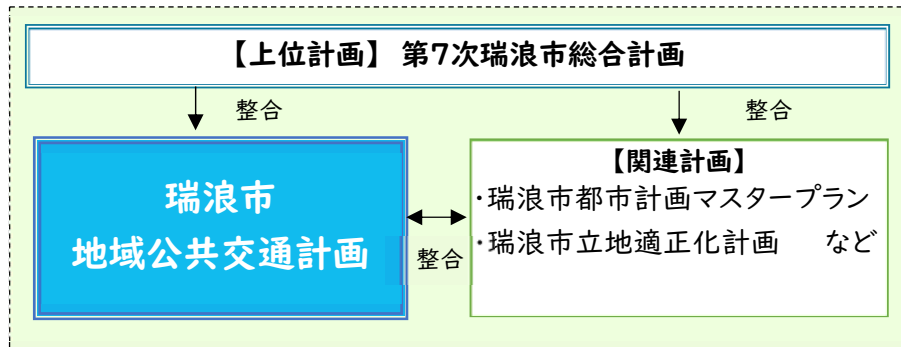 【上位計画】 第7次瑞浪市総合計画
整合
整合
瑞浪市
地域公共交通計画
整合
【関連計画】
・瑞浪市都市計画マスタープラン
・瑞浪市立地適正化計画　など